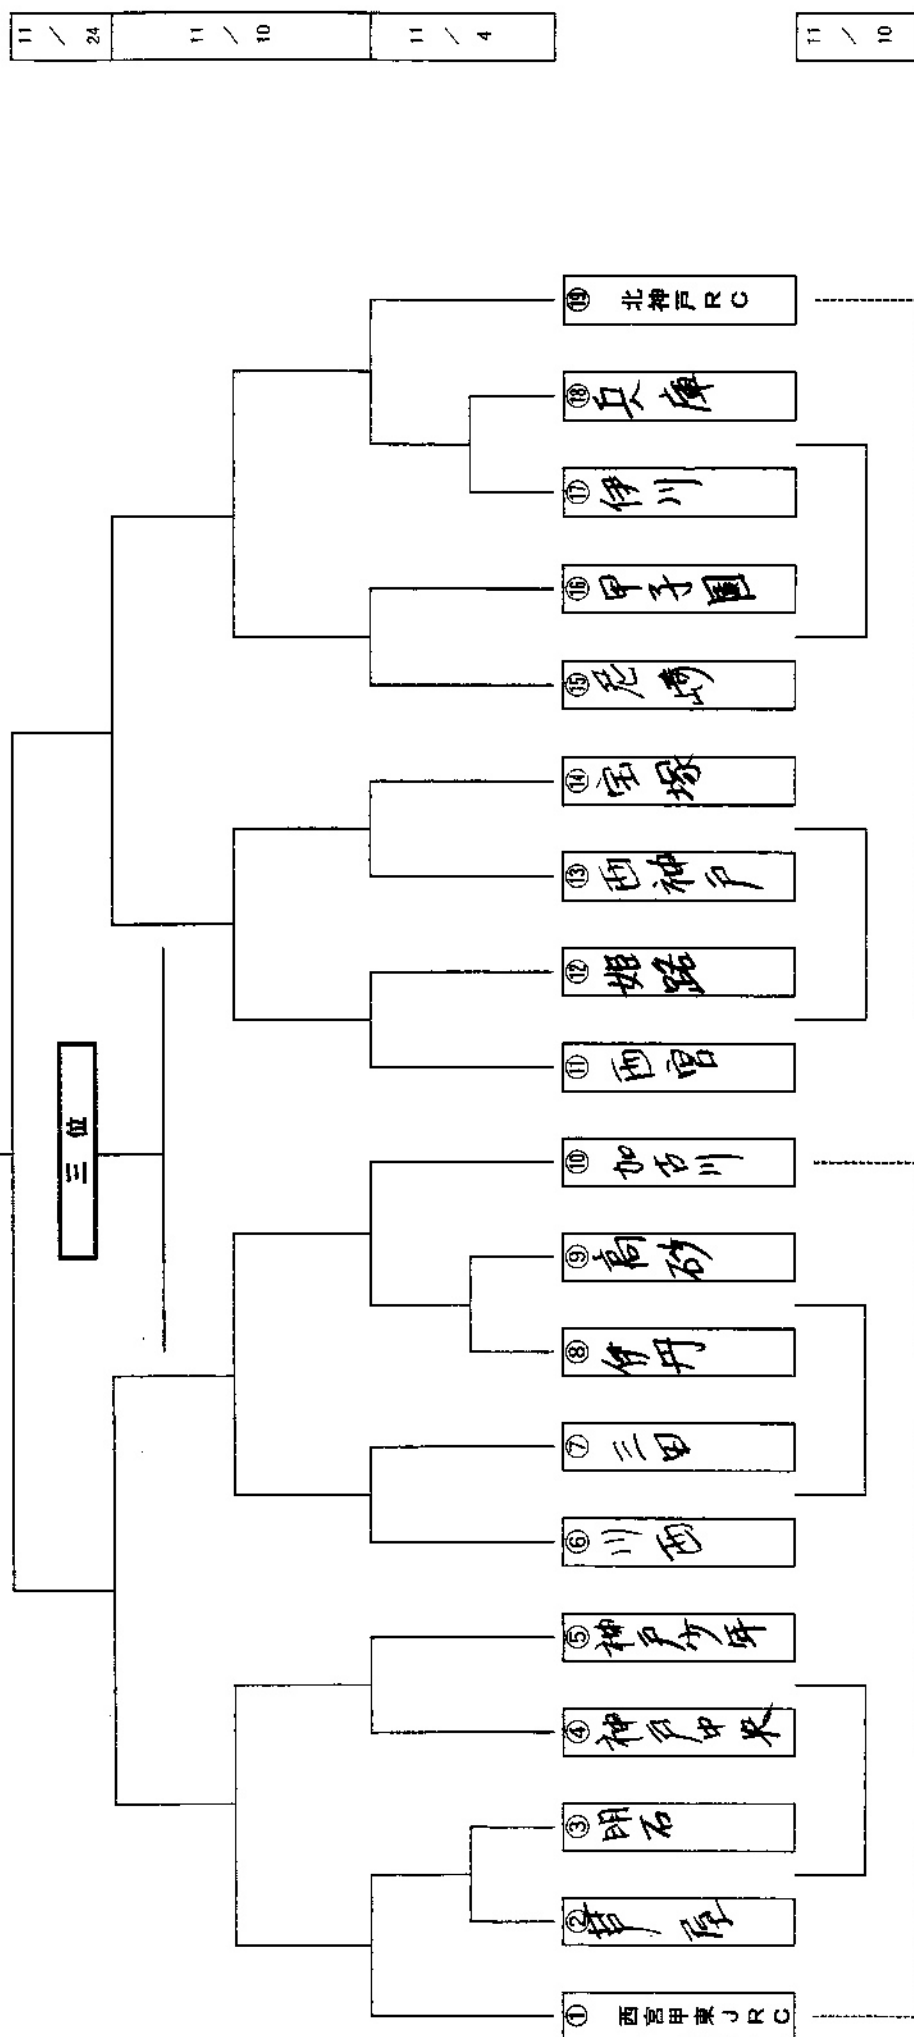 11 / 24
11 / 10
11 / 4
11 / 10
三位
① 西宮甲東JRC
② 芦屋
③ 明石
④ 神戸中央
⑤ 神戸少年
⑥ 川西
⑦ 三田
⑧ 伊丹
⑨ 高砂
⑩ 加古川
⑪ 西宮
⑫ 姫路
⑬ 西神戸
⑭ 宝塚
⑮ 尼崎
⑯ 甲子園
⑰ 伊川
⑱ 兵庫
⑲ 北神戸RC